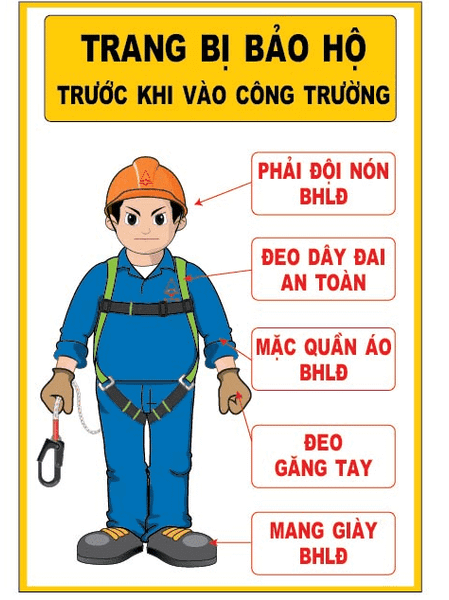 TRANG BỊ BẢO HỘ
TRƯỚC KHI VÀO CÔNG TRƯỜNG
PHẢI ĐỘI NÓN
BHLĐ
ĐEO DÂY ĐAI
AN TOÀN
MẶC QUẦN ÁO
BHLĐ
ĐEO
GĂNG TAY
MANG GIÀY
BHLĐ